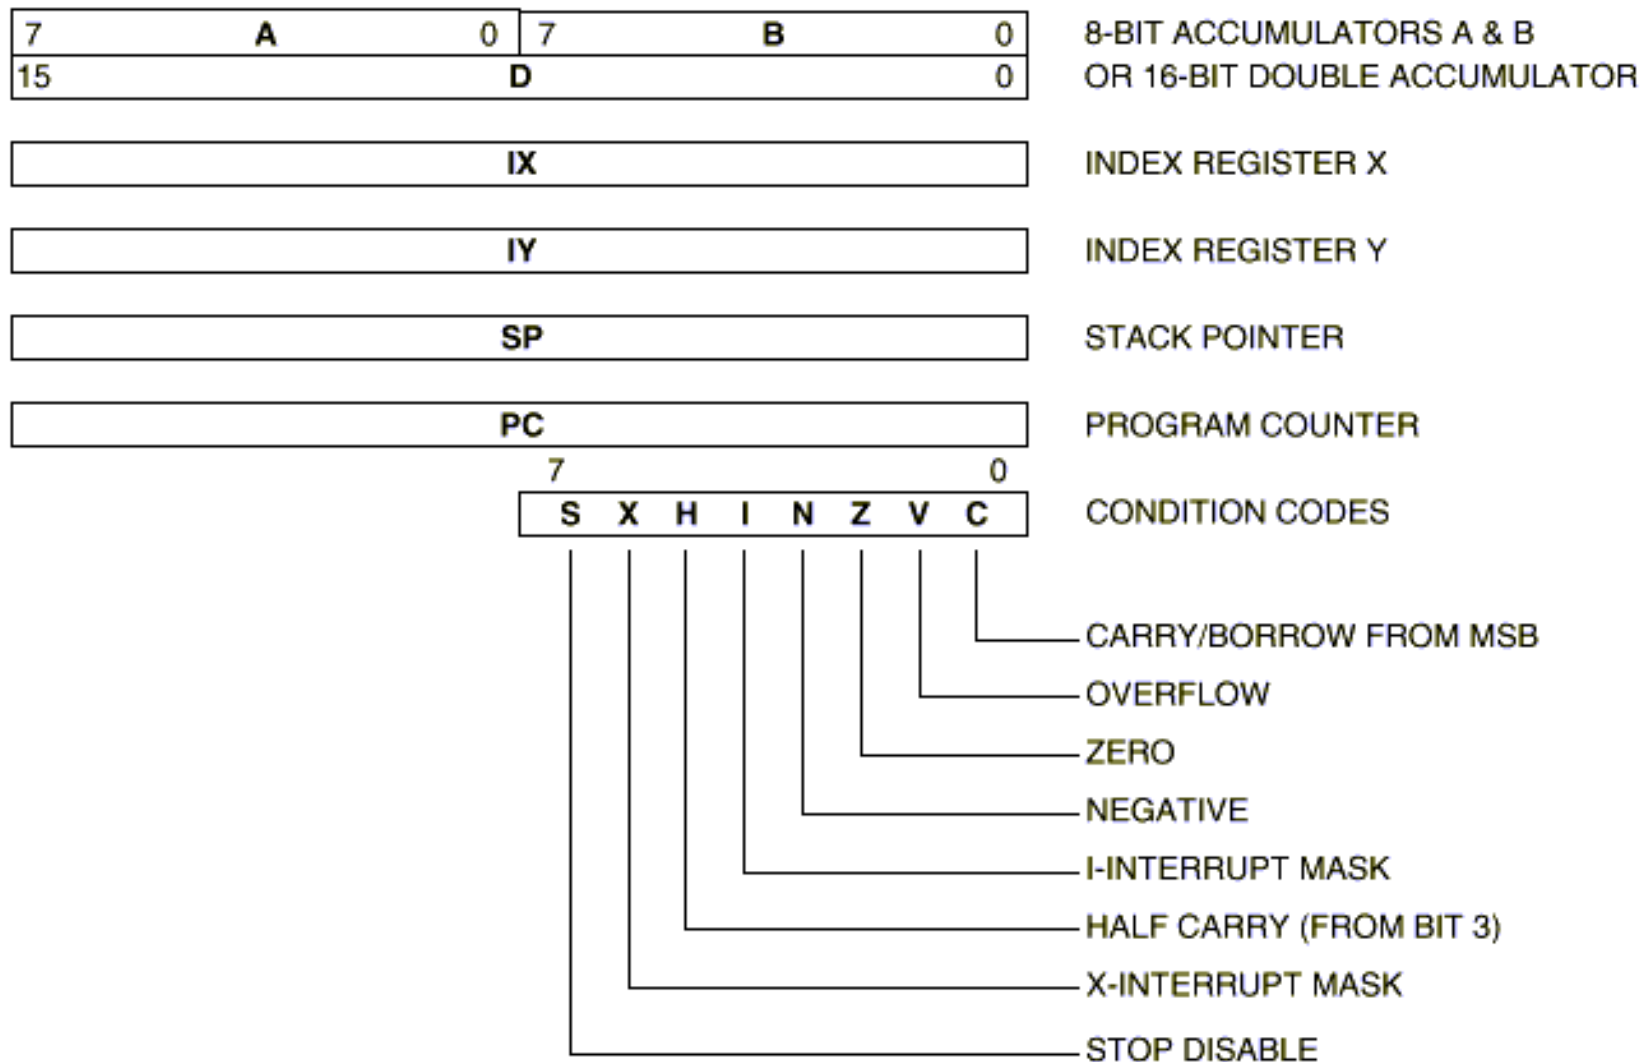 7 A 0 7 B 0 8-BIT ACCUMULATORS A & B
15 D 0 OR 16-BIT DOUBLE ACCUMULATOR
IX INDEX REGISTER X
IY INDEX REGISTER Y
SP STACK POINTER
PC PROGRAM COUNTER
7 0
S X H I N Z V C CONDITION CODES
CARRY/BORROW FROM MSB
OVERFLOW
ZERO
NEGATIVE
I-INTERRUPT MASK
HALF CARRY (FROM BIT 3)
X-INTERRUPT MASK
STOP DISABLE